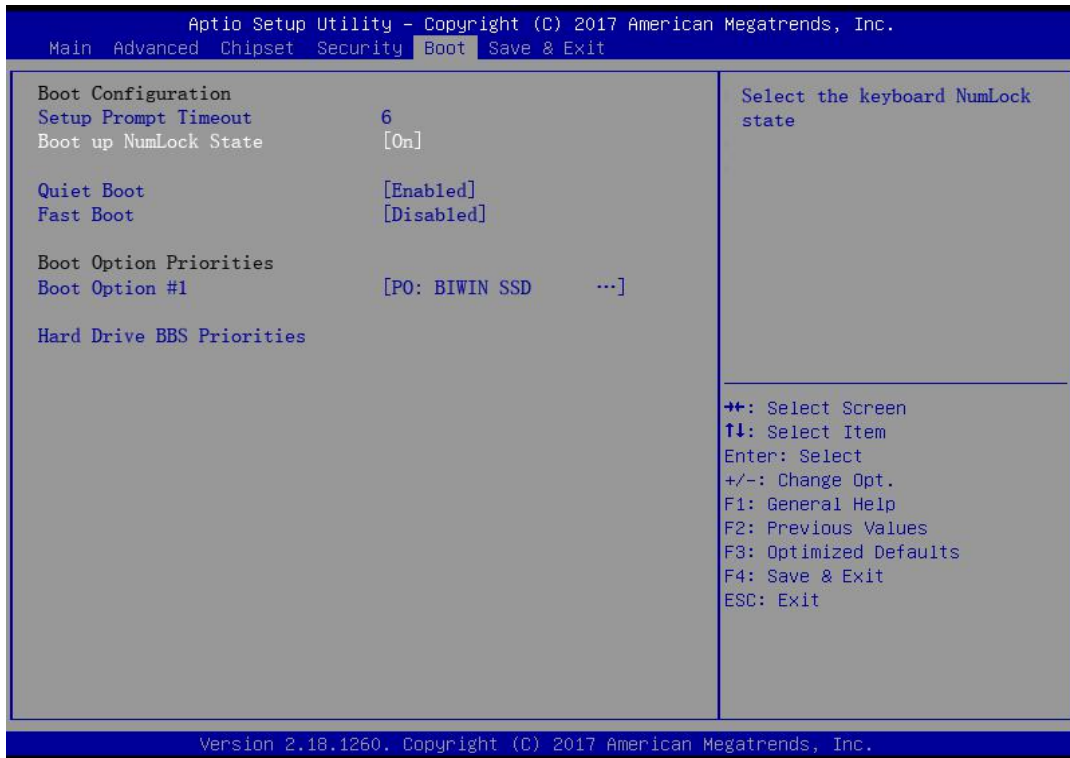 Aptio Setup Utility – Copyright (C) 2017 American Megatrends, Inc.
Main Advanced Chipset Security Boot Save & Exit
Boot Configuration
Setup Prompt Timeout 6
Boot up NumLock State [On]
Quiet Boot [Enabled]
Fast Boot [Disabled]
Boot Option Priorities
Boot Option #1 [PO: BIWIN SSD ...]
Hard Drive BBS Priorities
Select the keyboard NumLock
state
→←: Select Screen
↑↓: Select Item
Enter: Select
+/-: Change Opt.
F1: General Help
F2: Previous Values
F3: Optimized Defaults
F4: Save & Exit
ESC: Exit
Version 2.18.1260. Copyright (C) 2017 American Megatrends, Inc.